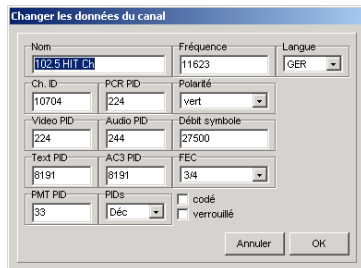 Changer les données du canal
Nom Fréquence Langue
102.5 HIT Ch 11623 GER
Ch. ID PCR PID Polarité
10704 224 vert
Video PID Audio PID Débit symbole
224 244 27500
Text PID AC3 PID FEC
8191 8191 3/4
PMT PID PIDs codé
33 Déc verrouillé
Annuler OK